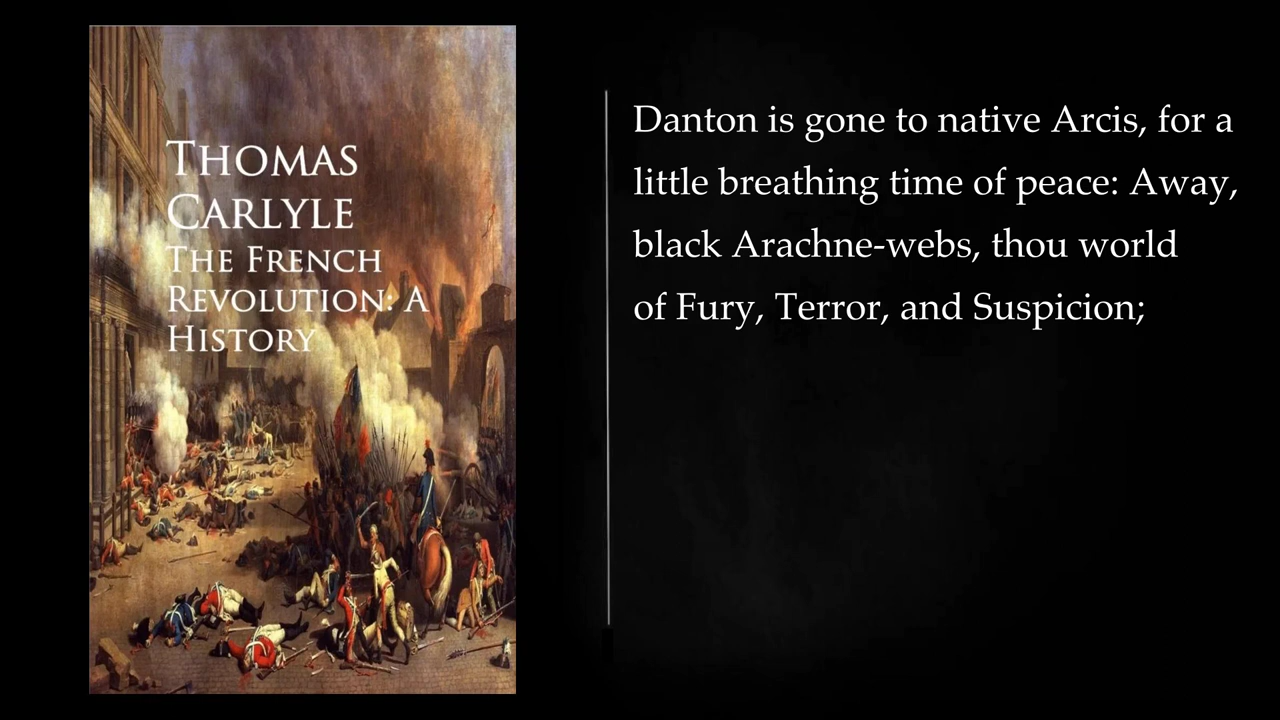 THOMAS
CARLYLE
THE FRENCH
REVOLUTION: A
HISTORY
Danton is gone to native Arcis, for a
little breathing time of peace: Away,
black Arachne-webs, thou world
of Fury, Terror, and Suspicion;